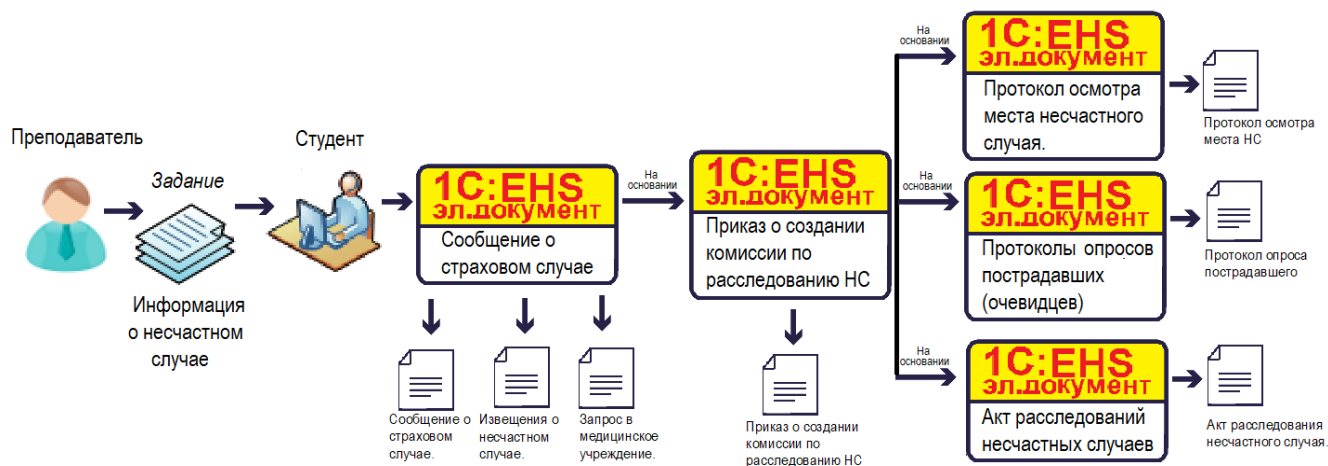 Преподаватель
Задание
Информация
о несчастном
случае
Студент
1С:EHS
эл.документ
Сообщение о
страховом случае
Сообщение о
страховом
случае.
Извещения о
несчастном
случае.
Запрос в
медицинское
учреждение.
На
основании
1С:EHS
эл.документ
Приказ о создании
комиссии по
расследованию НС
Приказ о создании
комиссии по
расследованию НС
На
основании
1С:EHS
эл.документ
Протокол осмотра
места несчастного
случая.
Протокол осмотра
места НС
На
основании
1С:EHS
эл.документ
Протоколы опросов
пострадавших
(очевидцев)
Протокол опроса
пострадавшего
На
основании
1С:EHS
эл.документ
Акт расследований
несчастных случаев
Акт расследования
несчастного случая.